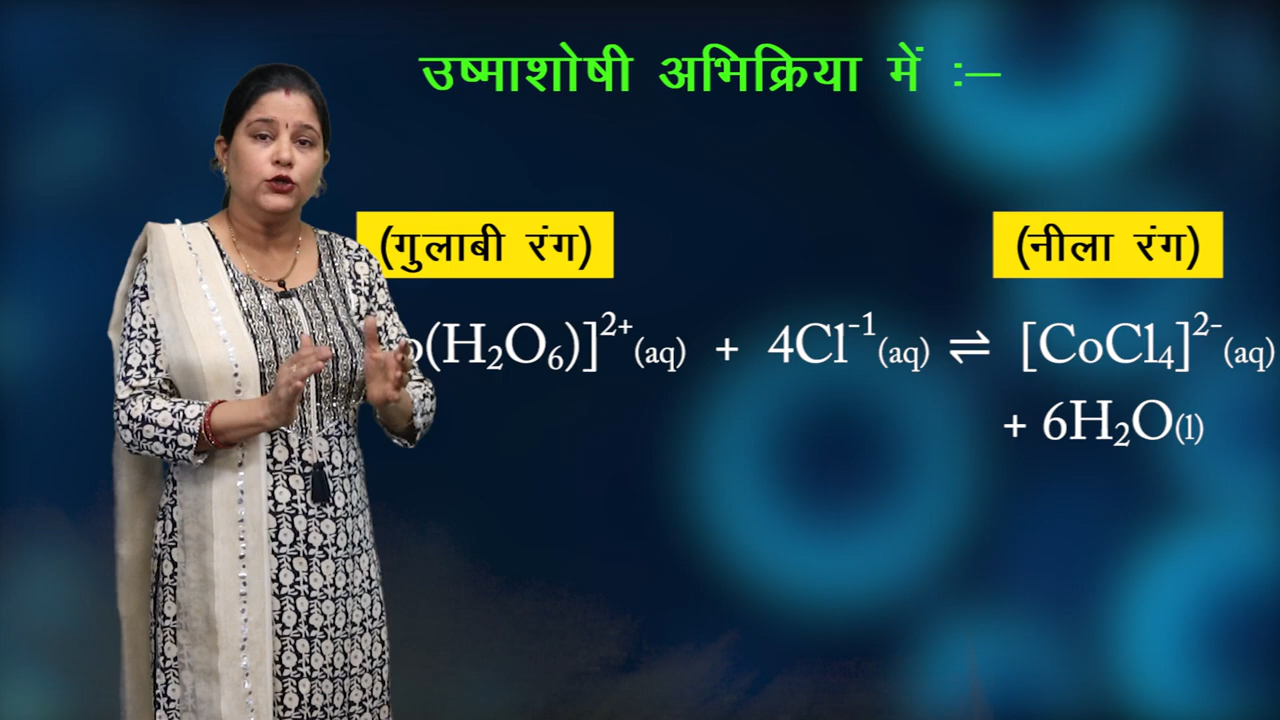 उष्माशोषी अभिक्रिया में :–
(गुलाबी रंग) (नीला रंग)
o(H₂O₆)]²⁺(aq) + 4Cl⁻¹(aq) ⇌ [CoCl₄]²⁻(aq)
+ 6H₂O(l)